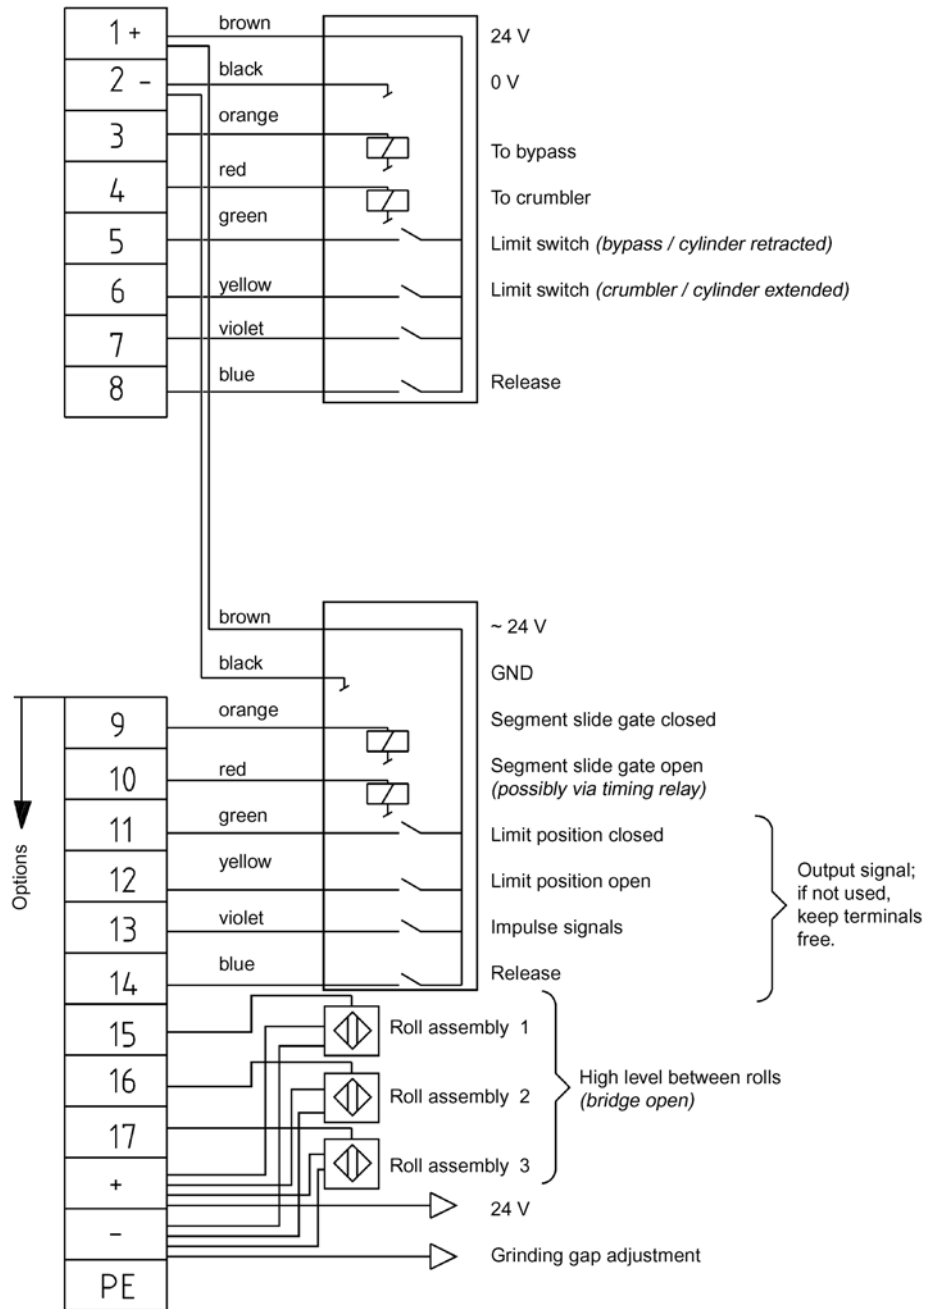 1 + brown 24 V
2 - black 0 V
3 orange To bypass
4 red To crumbler
5 green Limit switch (bypass / cylinder retracted)
6 yellow Limit switch (crumbler / cylinder extended)
7 violet
8 blue Release
brown ~ 24 V
black GND
9 orange Segment slide gate closed
10 red Segment slide gate open
(possibly via timing relay)
11 green Limit position closed
12 yellow Limit position open
13 violet Impulse signals
14 blue Release
Options
Output signal;
if not used,
keep terminals
free.
15 Roll assembly 1
16 Roll assembly 2
17 Roll assembly 3
High level between rolls
(bridge open)
+ 24 V
- Grinding gap adjustment
PE